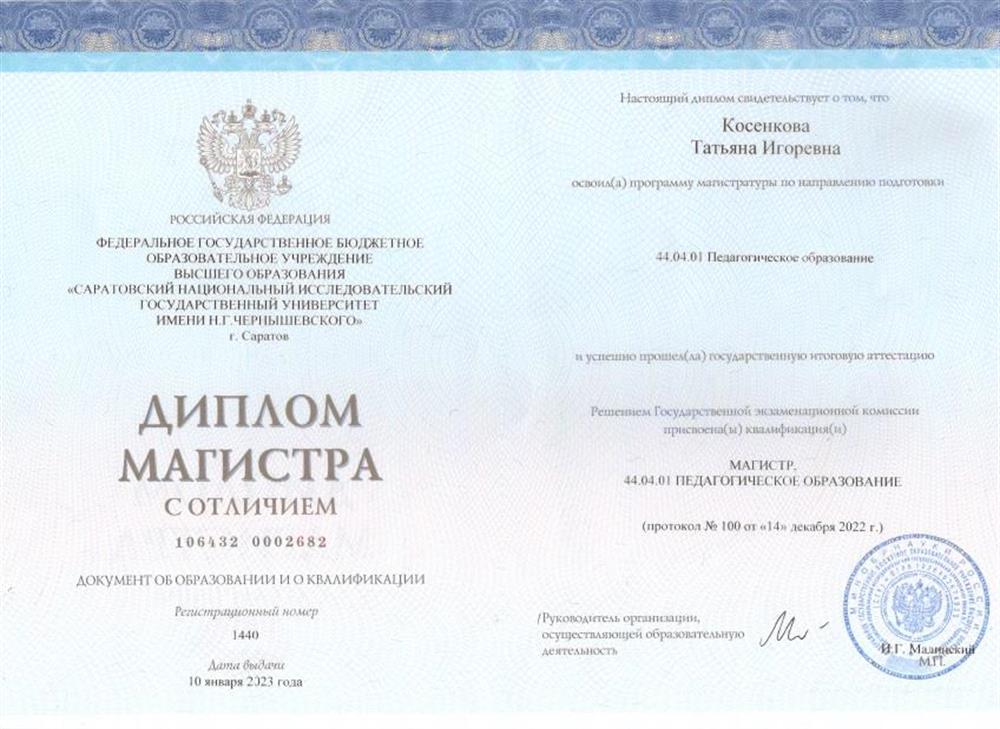 РОССИЙСКАЯ ФЕДЕРАЦИЯ
ФЕДЕРАЛЬНОЕ ГОСУДАРСТВЕННОЕ БЮДЖЕТНОЕ
ОБРАЗОВАТЕЛЬНОЕ УЧРЕЖДЕНИЕ
ВЫСШЕГО ОБРАЗОВАНИЯ
«САРАТОВСКИЙ НАЦИОНАЛЬНЫЙ ИССЛЕДОВАТЕЛЬСКИЙ
ГОСУДАРСТВЕННЫЙ УНИВЕРСИТЕТ
ИМЕНИ Н.Г.ЧЕРНЫШЕВСКОГО»
г. Саратов
ДИПЛОМ
МАГИСТРА
С ОТЛИЧИЕМ
106432 0002682
ДОКУМЕНТ ОБ ОБРАЗОВАНИИ И О КВАЛИФИКАЦИИ
Регистрационный номер
1440
Дата выдачи
10 января 2023 года
Настоящий диплом свидетельствует о том, что
Косенкова
Татьяна Игоревна
освоил(а) программу магистратуры по направлению подготовки
44.04.01 Педагогическое образование
и успешно прошел(ла) государственную итоговую аттестацию
Решением Государственной экзаменационной комиссии
присвоена(ы) квалификация(и)
МАГИСТР.
44.04.01 ПЕДАГОГИЧЕСКОЕ ОБРАЗОВАНИЕ
(протокол № 100 от «14» декабря 2022 г.)
/Руководитель организации,
осуществляющей образовательную
деятельность
И.Г. Малинский
М.П.
МИНОБРНАУКИ РОССИИ